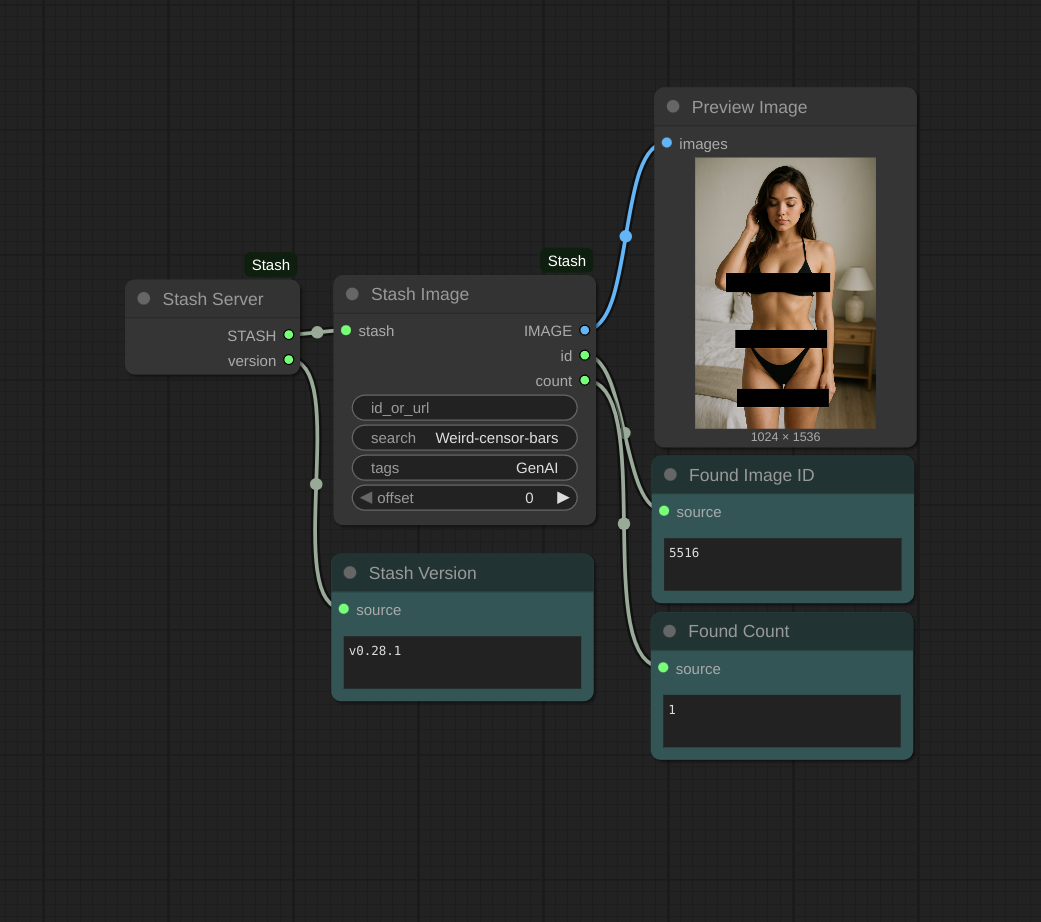 Stash
Stash Server
STASH
version
Stash
Stash Image
stash
IMAGE
id
count
id_or_url
search Weird-censor-bars
tags GenAI
offset 0
Stash Version
source
v0.28.1
Preview Image
images
1024 × 1536
Found Image ID
source
5516
Found Count
source
1